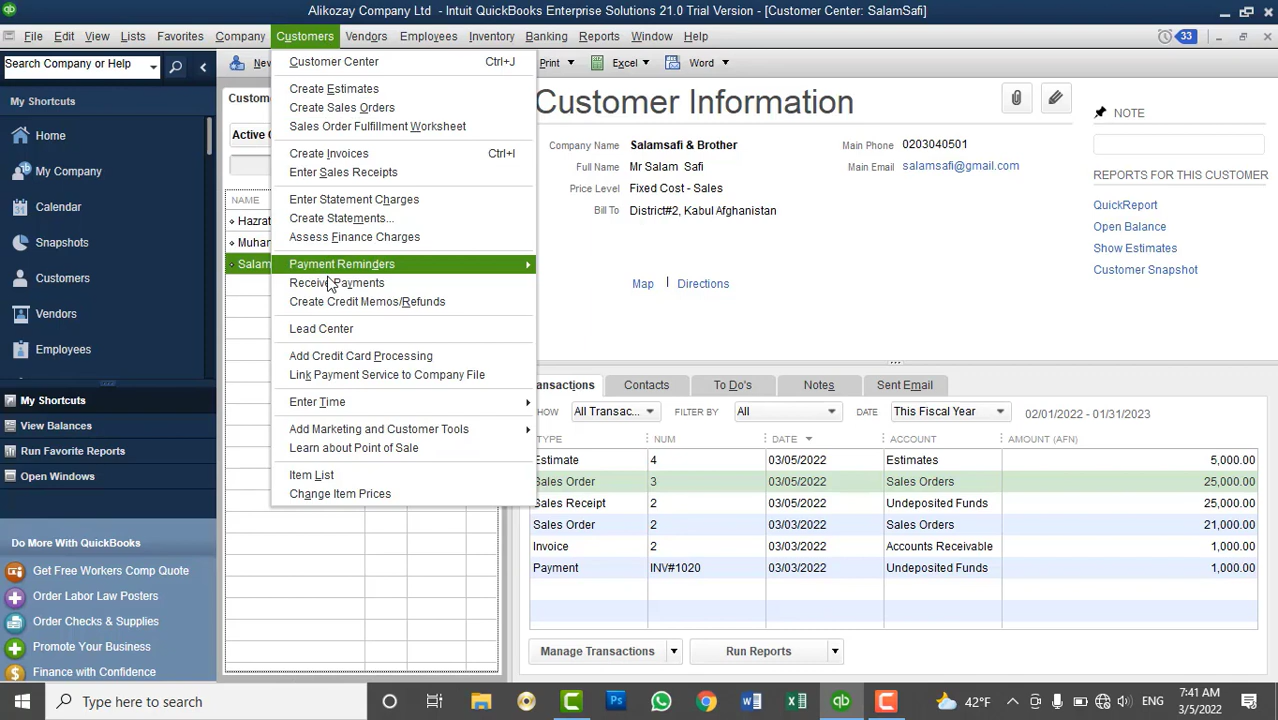 Alikozay Company Ltd - Intuit QuickBooks Enterprise Solutions 21.0 Trial Version - [Customer Center: SalamSafi]
File Edit View Lists Favorites Company Customers Vendors Employees Inventory Banking Reports Window Help 33
Search Company or Help
My Shortcuts
Home
My Company
Calendar
Snapshots
Customers
Vendors
Employees
My Shortcuts
View Balances
Run Favorite Reports
Open Windows
Do More With QuickBooks
Get Free Workers Comp Quote
Order Labor Law Posters
Order Checks & Supplies
Promote Your Business
Finance with Confidence
Print Excel Word
Active
NAME
Hazrat
Salam
Customer Center Ctrl+J
Create Estimates
Create Sales Orders
Sales Order Fulfillment Worksheet
Create Invoices Ctrl+I
Enter Sales Receipts
Enter Statement Charges
Create Statements...
Assess Finance Charges
Payment Reminders
Receive Payments
Create Credit Memos/Refunds
Lead Center
Add Credit Card Processing
Link Payment Service to Company File
Enter Time
Add Marketing and Customer Tools
Learn about Point of Sale
Item List
Change Item Prices
Customer Information
Company Name Salamsafi & Brother
Full Name Mr Salam Safi
Price Level Fixed Cost - Sales
Bill To District#2, Kabul Afghanistan
Main Phone 0203040501
Main Email salamsafi@gmail.com
Map Directions
NOTE
REPORTS FOR THIS CUSTOMER
QuickReport
Open Balance
Show Estimates
Customer Snapshot
ansactions Contacts To Do's Notes Sent Email
HOW All Transac... FILTER BY All DATE This Fiscal Year 02/01/2022 - 01/31/2023
TYPE NUM DATE ACCOUNT AMOUNT (AFN)
Estimate 4 03/05/2022 Estimates 5,000.00
Sales Order 3 03/05/2022 Sales Orders 25,000.00
Sales Receipt 2 03/05/2022 Undeposited Funds 25,000.00
Sales Order 2 03/03/2022 Sales Orders 21,000.00
Invoice 2 03/03/2022 Accounts Receivable 1,000.00
Payment INV#1020 03/03/2022 Undeposited Funds 1,000.00
Manage Transactions Run Reports
Type here to search
42°F ENG
7:41 AM
3/5/2022